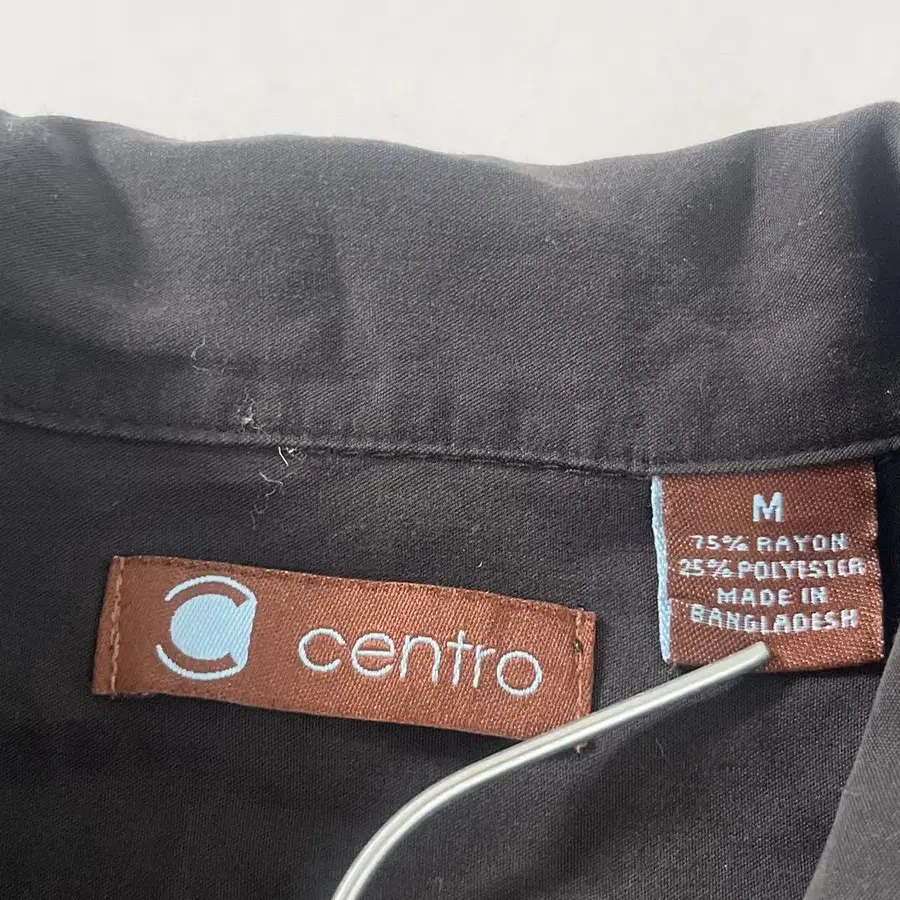 centro
M
75% RAYON
25% POLYESTER
MADE IN
BANGLADESH